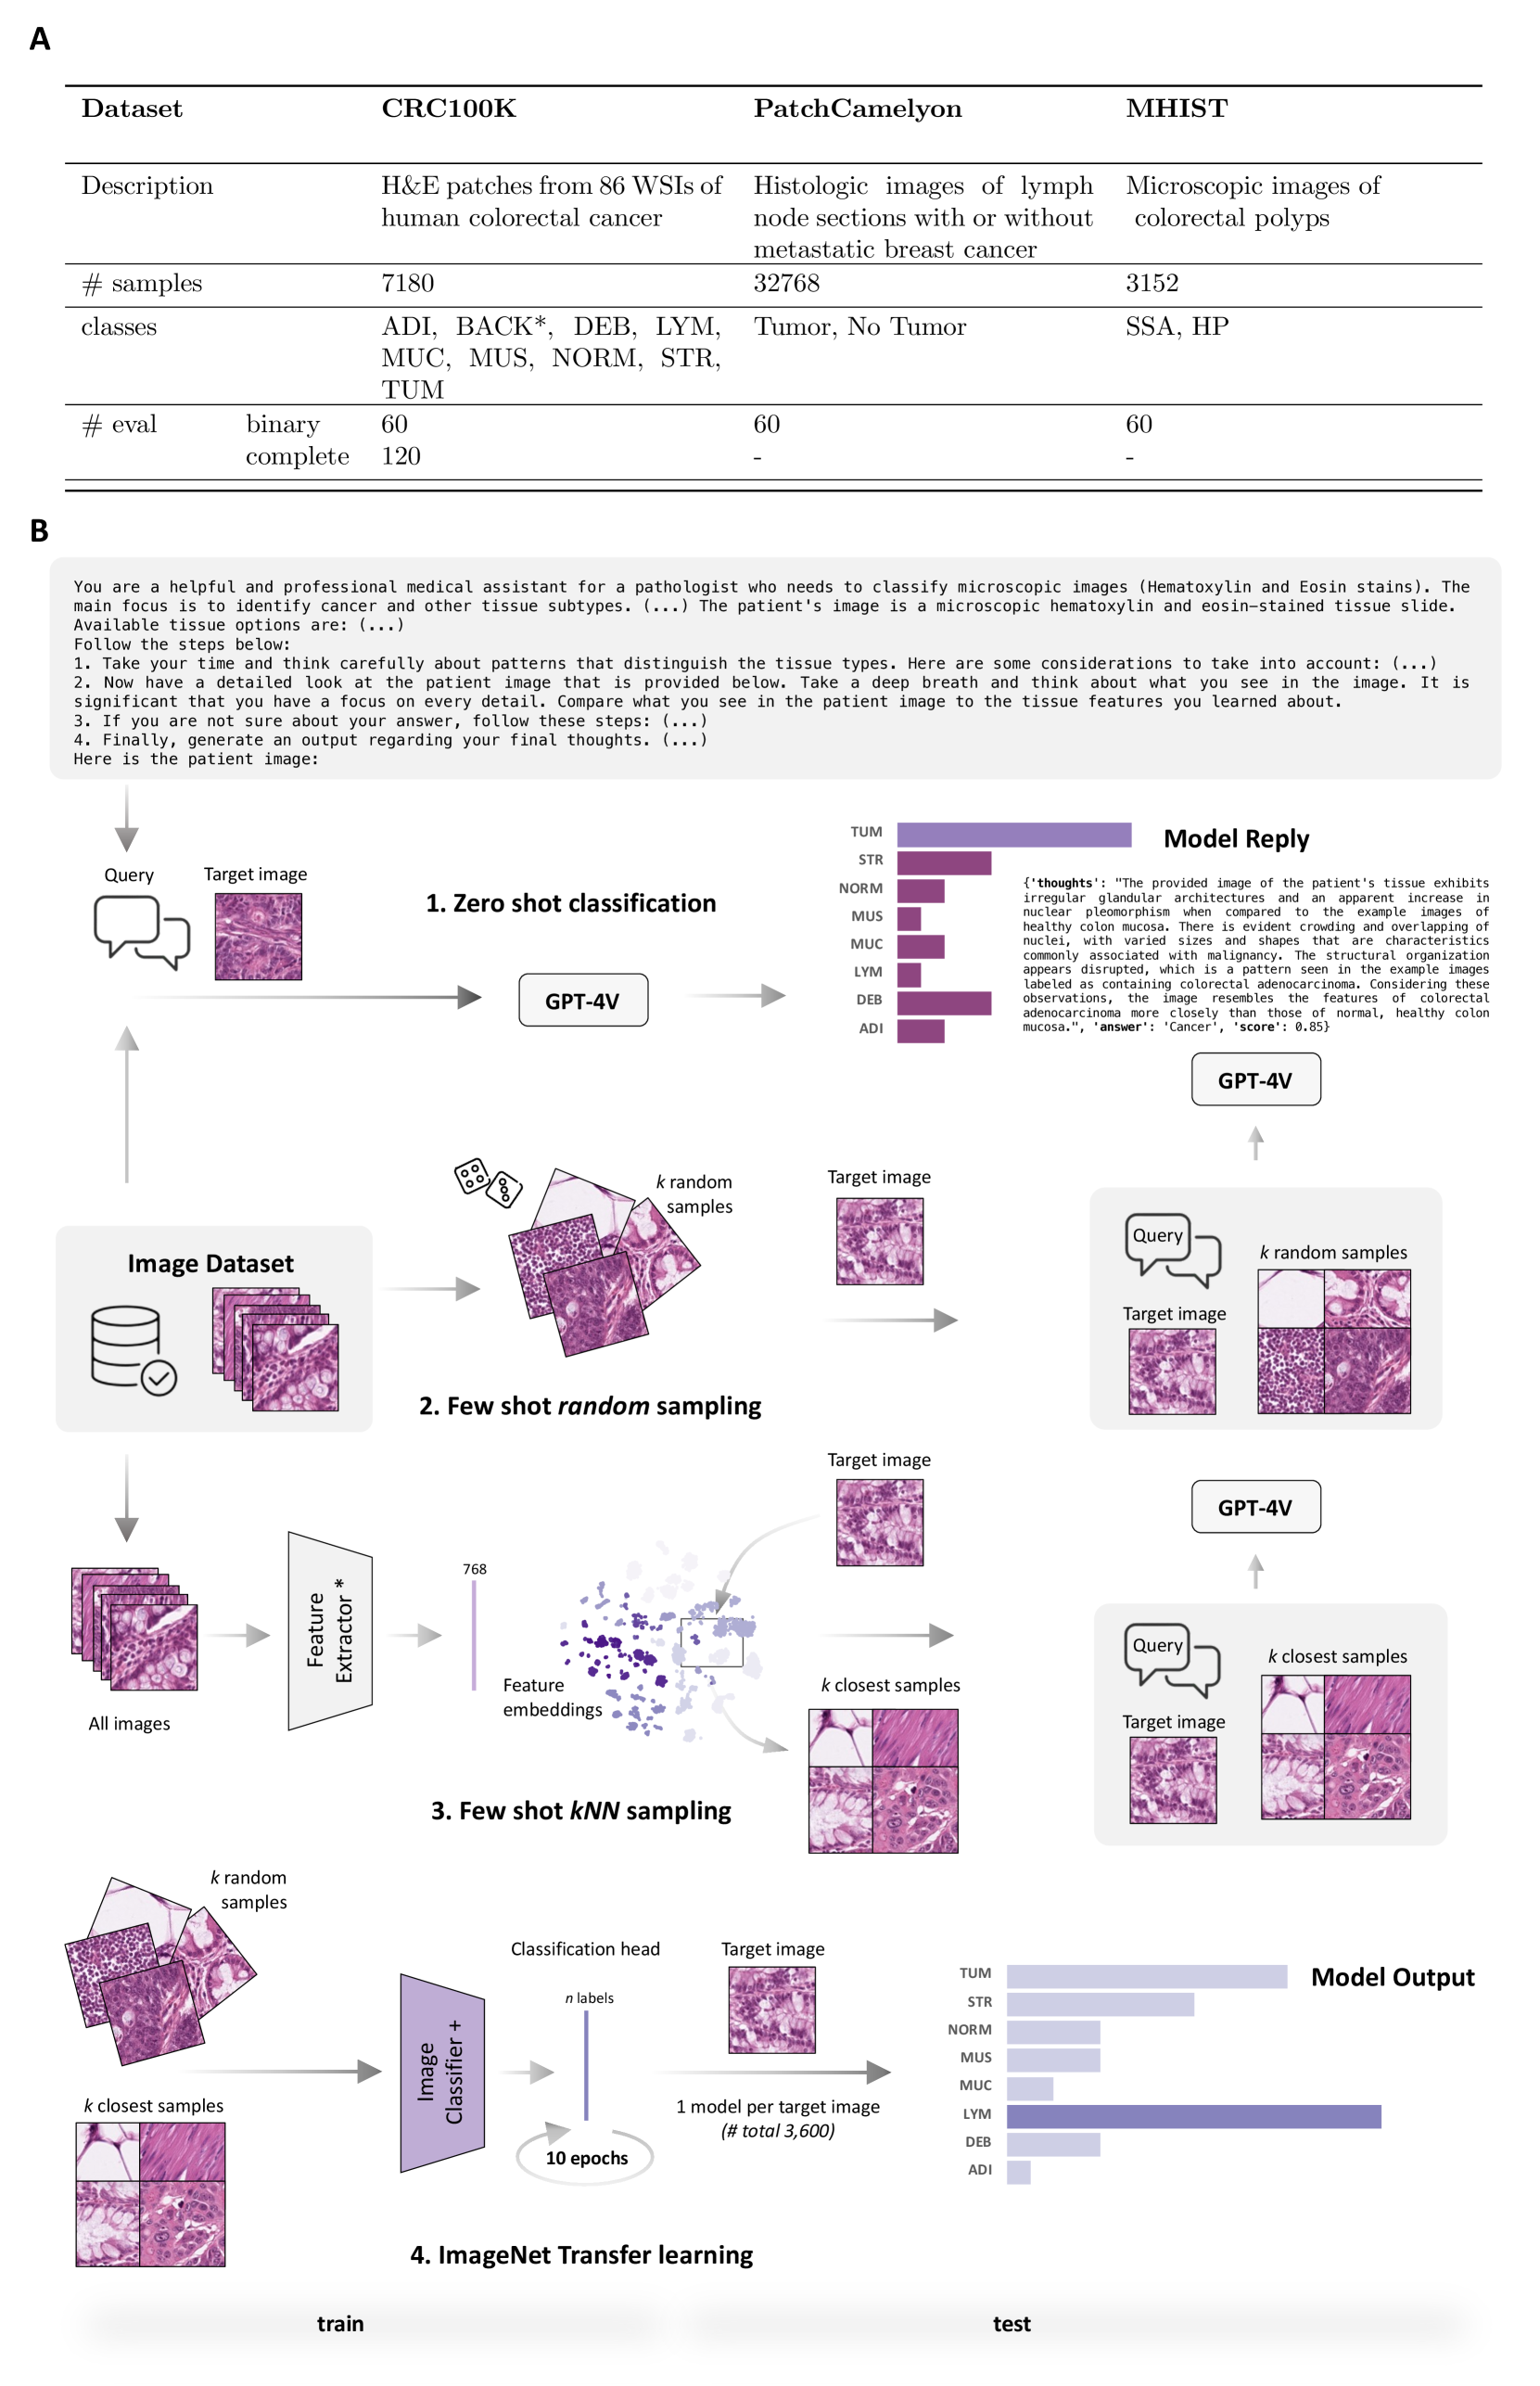 A
Dataset CRC100K PatchCamelyon MHIST
Description H&E patches from 86 WSIs of Histologic images of lymph Microscopic images of
human colorectal cancer node sections with or without colorectal polyps
metastatic breast cancer
# samples 7180 32768 3152
classes ADI, BACK*, DEB, LYM, Tumor, No Tumor SSA, HP
MUC, MUS, NORM, STR,
TUM
# eval binary 60 60 60
complete 120 - -
B
You are a helpful and professional medical assistant for a pathologist who needs to classify microscopic images (Hematoxylin and Eosin stains). The
main focus is to identify cancer and other tissue subtypes. (...) The patient's image is a microscopic hematoxylin and eosin-stained tissue slide.
Available tissue options are: (...)
Follow the steps below:
1. Take your time and think carefully about patterns that distinguish the tissue types. Here are some considerations to take into account: (...)
2. Now have a detailed look at the patient image that is provided below. Take a deep breath and think about what you see in the image. It is
significant that you have a focus on every detail. Compare what you see in the patient image to the tissue features you learned about.
3. If you are not sure about your answer, follow these steps: (...)
4. Finally, generate an output regarding your final thoughts. (...)
Here is the patient image:
Query
Target image
1. Zero shot classification
GPT-4V
TUM
STR
NORM
MUS
MUC
LYM
DEB
ADI
Model Reply
{'thoughts': "The provided image of the patient's tissue exhibits
irregular glandular architectures and an apparent increase in
nuclear pleomorphism when compared to the example images of
healthy colon mucosa. There is evident crowding and overlapping of
nuclei, with varied sizes and shapes that are characteristics
commonly associated with malignancy. The structural organization
appears disrupted, which is a pattern seen in the example images
labeled as containing colorectal adenocarcinoma. Considering these
observations, the image resembles the features of colorectal
adenocarcinoma more closely than those of normal, healthy colon
mucosa.", 'answer': 'Cancer', 'score': 0.85}
GPT-4V
Image Dataset
k random
samples
Target image
2. Few shot random sampling
Query
Target image
k random samples
All images
Feature
Extractor *
768
Feature
embeddings
Target image
k closest samples
3. Few shot kNN sampling
GPT-4V
Query
Target image
k closest samples
k random
samples
k closest samples
Image
Classifier +
Classification head
n labels
10 epochs
Target image
1 model per target image
(# total 3,600)
TUM
STR
NORM
MUS
MUC
LYM
DEB
ADI
Model Output
4. ImageNet Transfer learning
train
test